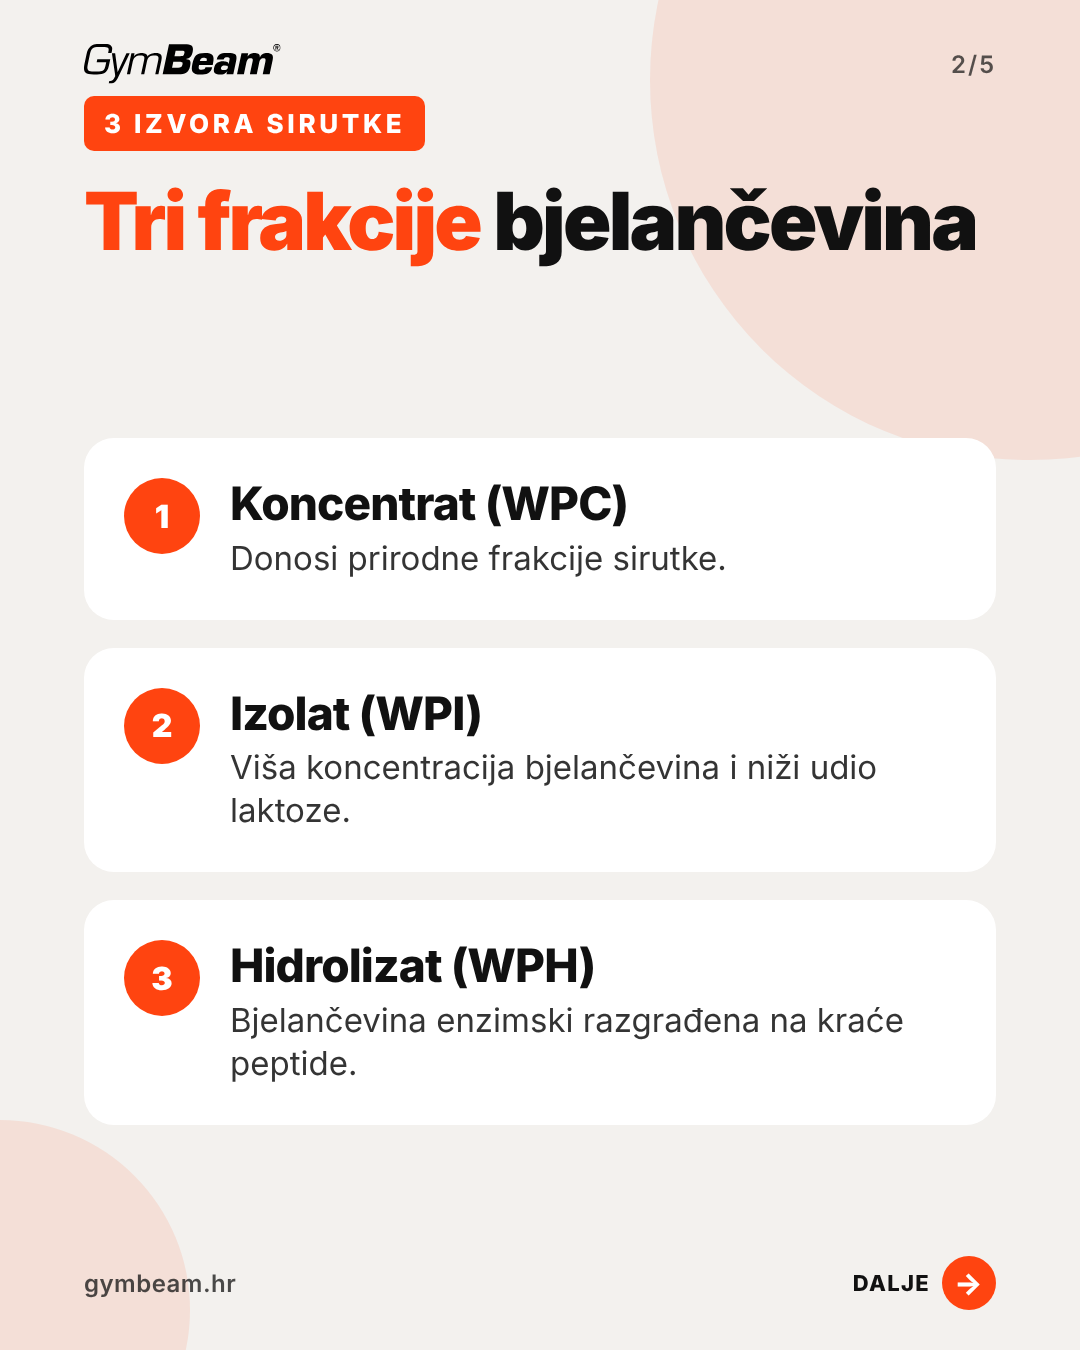 GymBeam®
2/5
3 IZVORA SIRUTKE
Tri frakcije bjelančevina
1
Koncentrat (WPC)
Donosi prirodne frakcije sirutke.
2
Izolat (WPI)
Viša koncentracija bjelančevina i niži udio
laktoze.
3
Hidrolizat (WPH)
Bjelančevina enzimski razgrađena na kraće
peptide.
gymbeam.hr
DALJE →